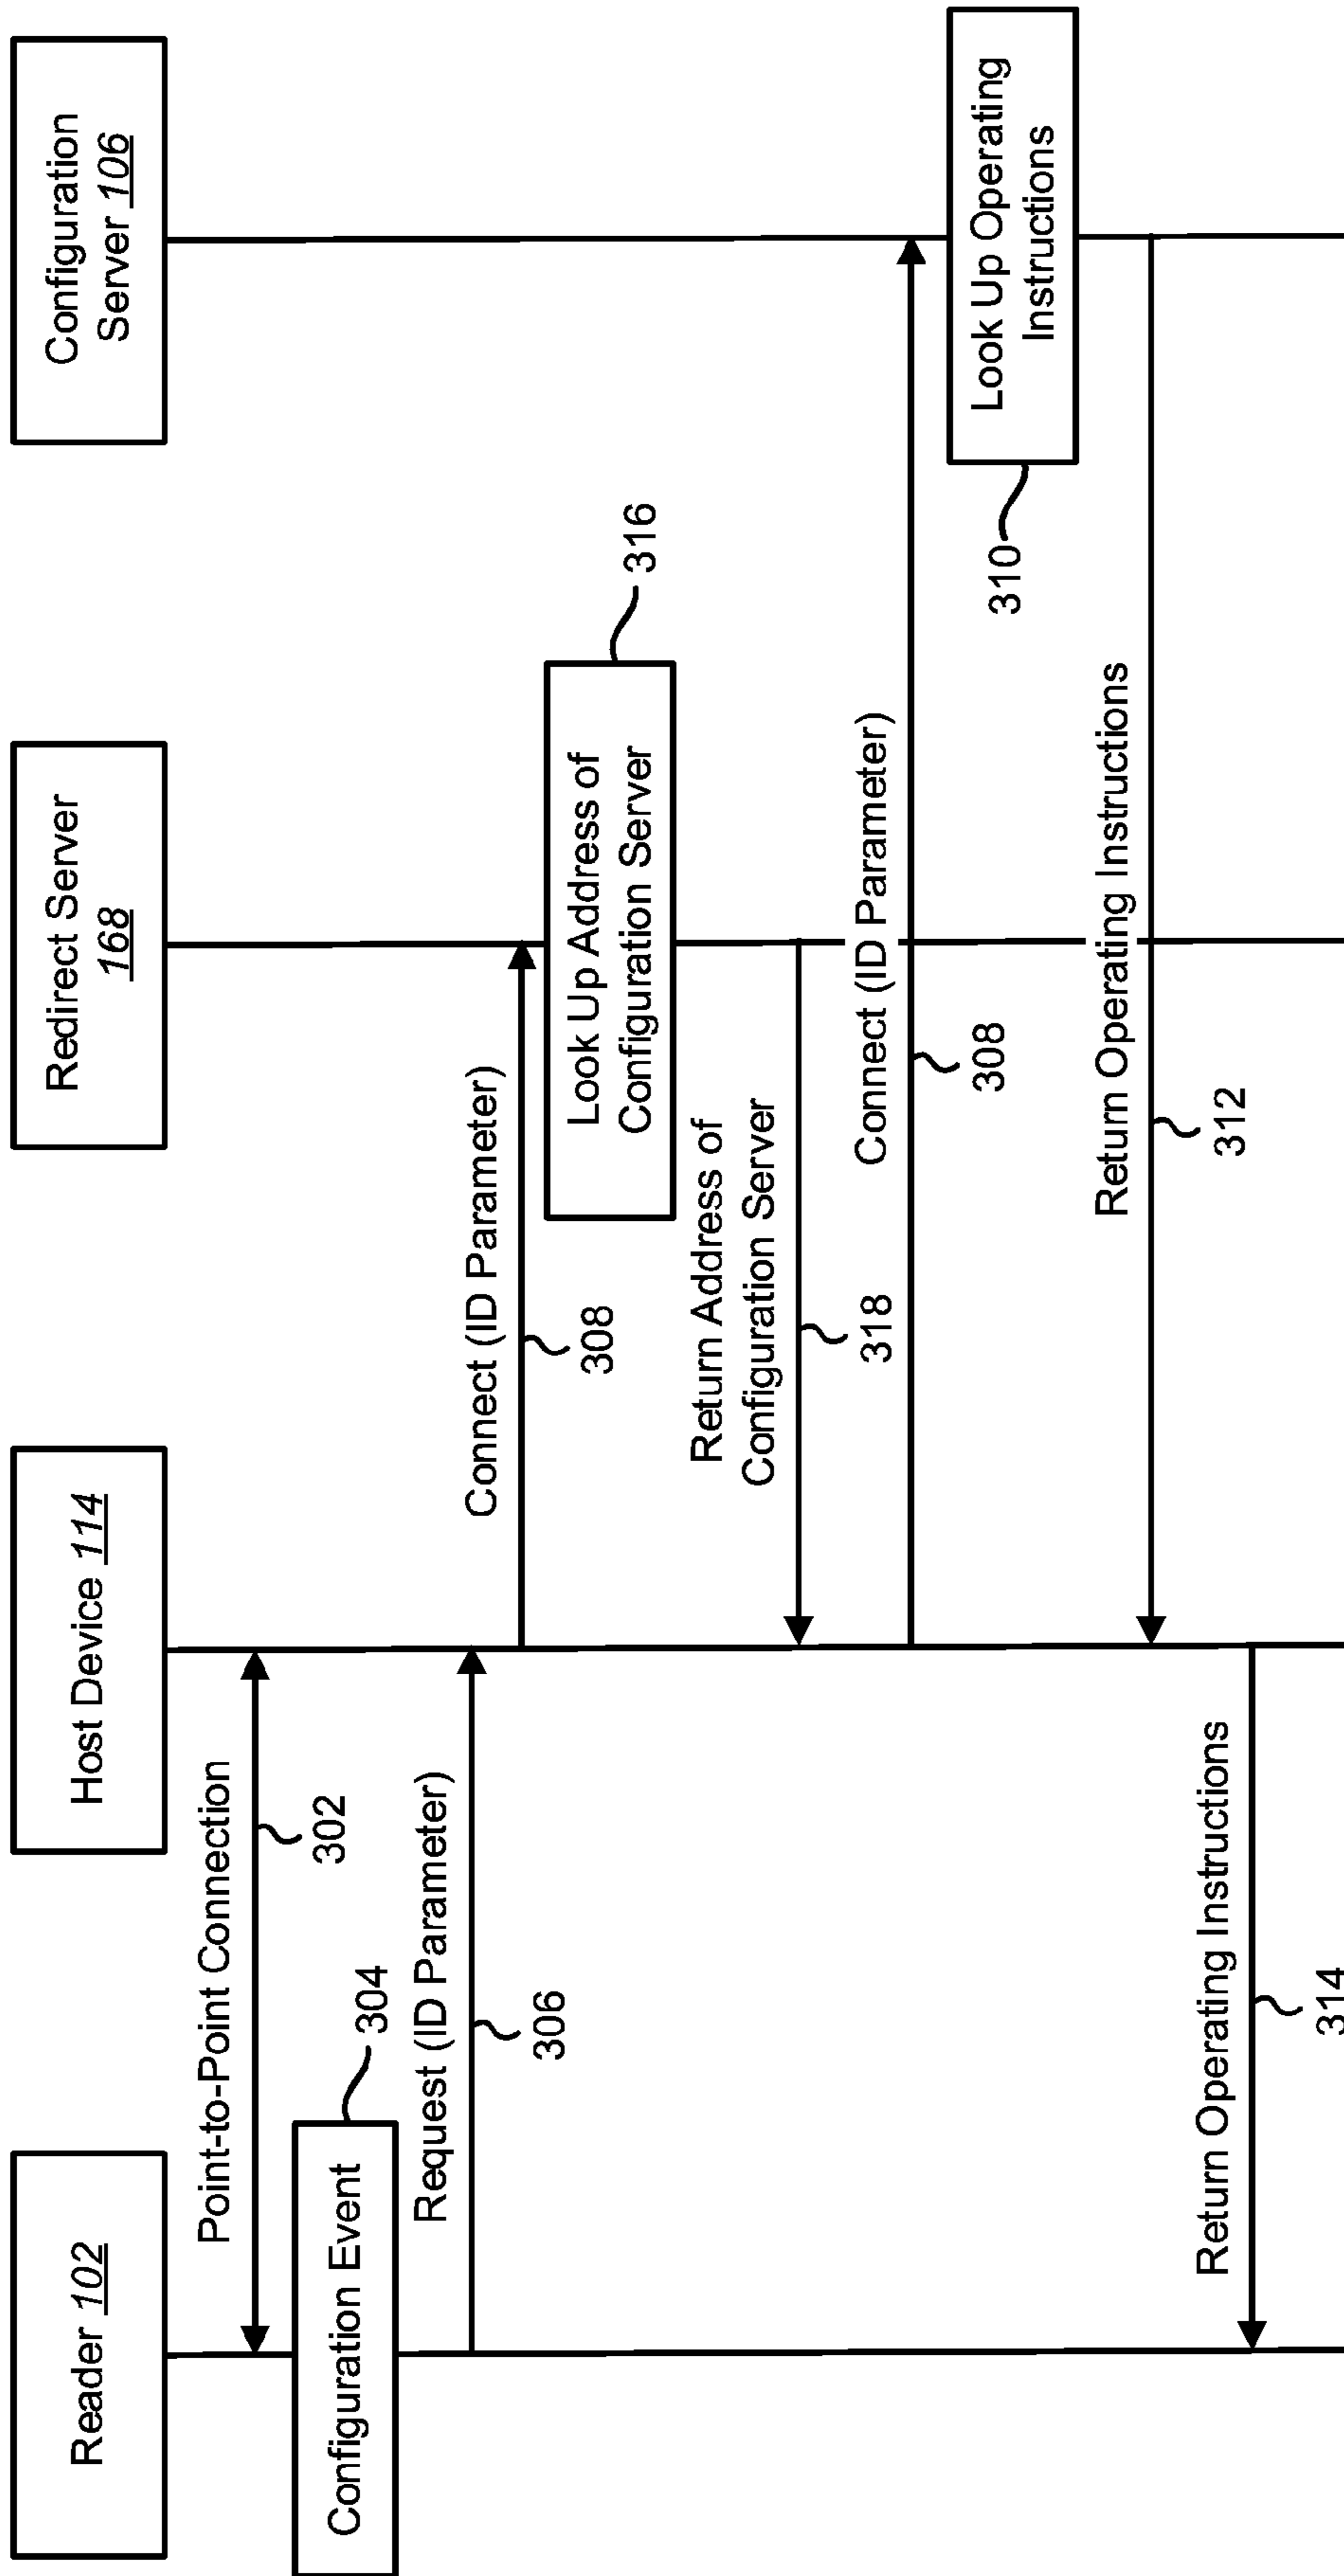 Reader 102
Host Device 114
Redirect Server
168
Configuration
Server 106
Point-to-Point Connection
302
Configuration Event
304
Request (ID Parameter)
306
Connect (ID Parameter)
308
Look Up Address of
Configuration Server
316
Return Address of
Configuration Server
318
Connect (ID Parameter)
308
Look Up Operating
Instructions
310
Return Operating Instructions
312
Return Operating Instructions
314